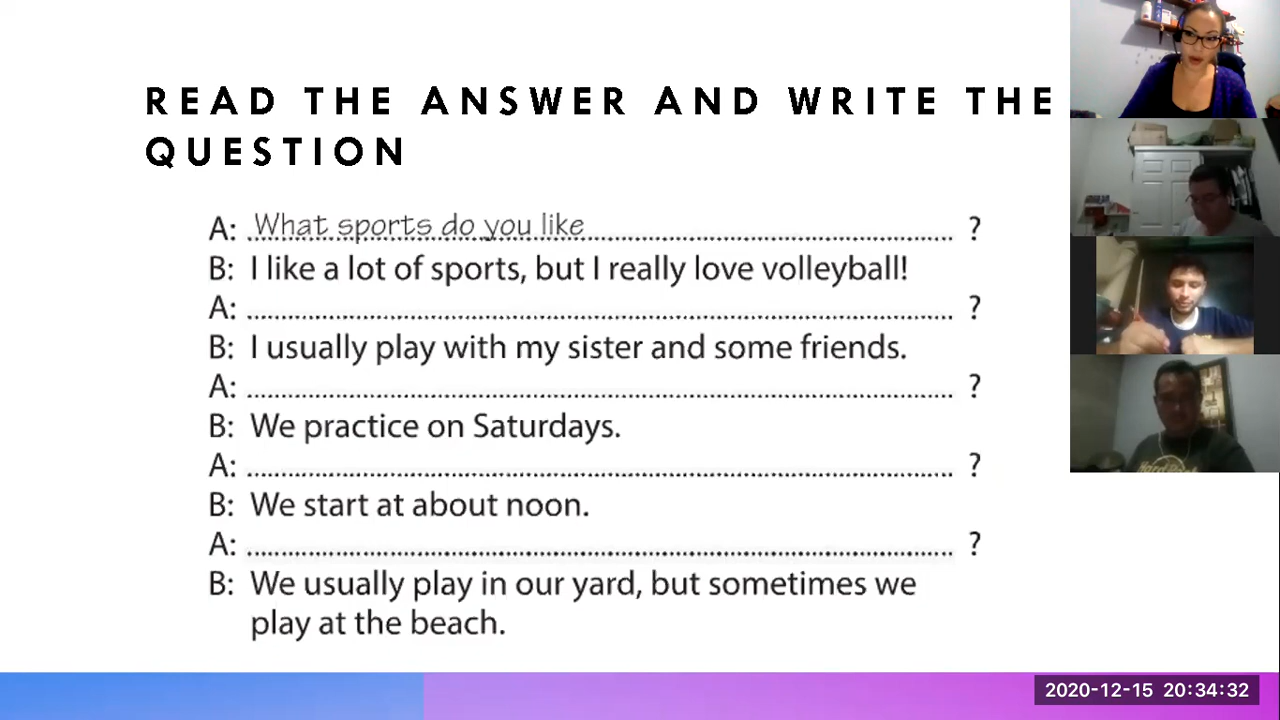 READ THE ANSWER AND WRITE THE
QUESTION
A: What sports do you like ?
B: I like a lot of sports, but I really love volleyball!
A: ?
B: I usually play with my sister and some friends.
A: ?
B: We practice on Saturdays.
A: ?
B: We start at about noon.
A: ?
B: We usually play in our yard, but sometimes we
play at the beach.
2020-12-15 20:34:32